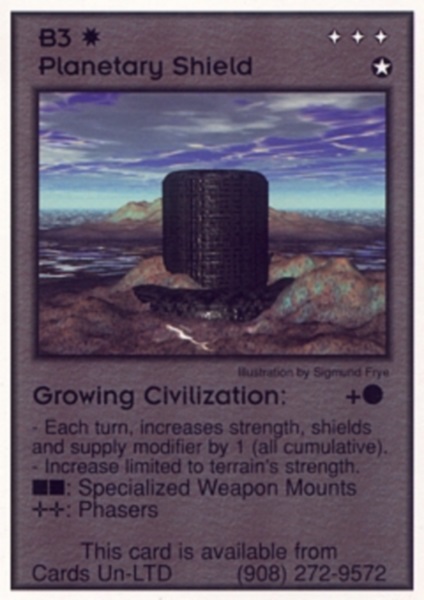 B3
Planetary Shield
Illustration by Sigmund Frye
Growing Civilization: +
- Each turn, increases strength, shields
and supply modifier by 1 (all cumulative).
- Increase limited to terrain's strength.
■■: Specialized Weapon Mounts
✢✢: Phasers
This card is available from
Cards Un-LTD (908) 272-9572